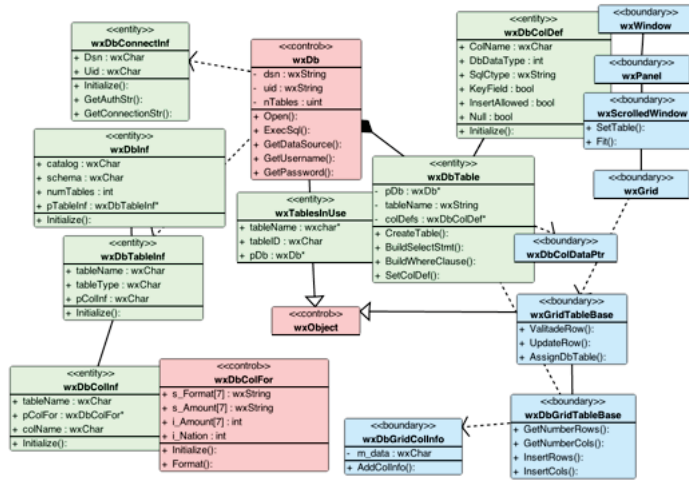 <<entity>>
wxDbConnectInf
+ Dsn : wxChar
+ Uid : wxChar
+ Initialize():
+ GetAuthStr():
+ GetConnectionStr():
<<control>>
wxDb
- dsn : wxString
- uid : wxString
- nTables : uint
+ Open():
+ ExecSql():
+ GetDataSource():
+ GetUsername():
+ GetPassword():
<<entity>>
wxDbColDef
+ ColName : wxChar
+ DbDataType : int
+ SqlCtype : wxString
+ KeyField : bool
+ InsertAllowed : bool
+ Null : bool
+ Initialize():
<<boundary>>
wxWindow
<<boundary>>
wxPanel
<<boundary>>
wxScrolledWindow
+ SetTable():
+ Fit():
<<boundary>>
wxGrid
<<entity>>
wxDbInf
+ catalog : wxChar
+ schema : wxChar
+ numTables : int
+ pTableInf : wxDbTableInf*
+ Initialize():
<<entity>>
wxTablesInUse
+ tableName : wxchar*
+ tableID : wxChar
+ pDb : wxDb*
<<entity>>
wxDbTable
- pDb : wxDb*
- tableName : wxString
- colDefs : wxDbColDef*
+ CreateTable():
+ BuildSelectStmt():
+ BuildWhereClause():
+ SetColDef():
<<boundary>>
wxDbColDataPtr
<<entity>>
wxDbTableInf
+ tableName : wxChar
+ tableType : wxChar
+ pColInf : wxChar
+ Initialize():
<<control>>
wxObject
<<boundary>>
wxGridTableBase
+ ValitadeRow():
+ UpdateRow():
+ AssignDbTable():
<<entity>>
wxDbColInf
+ tableName : wxChar
+ pColFor : wxDbColFor*
+ colName : wxChar
+ Initialize():
<<control>>
wxDbColFor
+ s_Format[7] : wxString
+ s_Amount[7] : wxString
+ i_Amount[7] : int
+ i_Nation : int
+ Initialize():
+ Format():
<<boundary>>
wxDbGridColInfo
- m_data : wxChar
+ AddColInfo():
<<boundary>>
wxDbGridTableBase
+ GetNumberRows():
+ GetNumberCols():
+ InsertRows():
+ InsertCols():